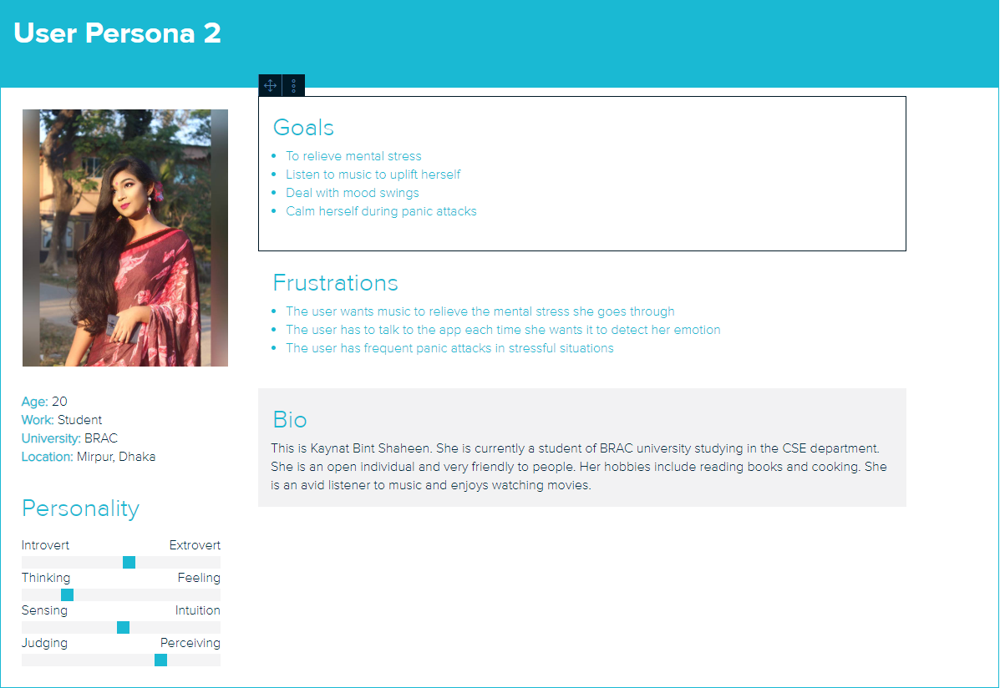 User Persona 2
Goals
To relieve mental stress
Listen to music to uplift herself
Deal with mood swings
Calm herself during panic attacks
Frustrations
The user wants music to relieve the mental stress she goes through
The user has to talk to the app each time she wants it to detect her emotion
The user has frequent panic attacks in stressful situations
Bio
This is Kaynat Bint Shaheen. She is currently a student of BRAC university studying in the CSE department.
She is an open individual and very friendly to people. Her hobbies include reading books and cooking. She
is an avid listener to music and enjoys watching movies.
Age: 20
Work: Student
University: BRAC
Location: Mirpur, Dhaka
Personality
Introvert Extrovert
Thinking Feeling
Sensing Intuition
Judging Perceiving